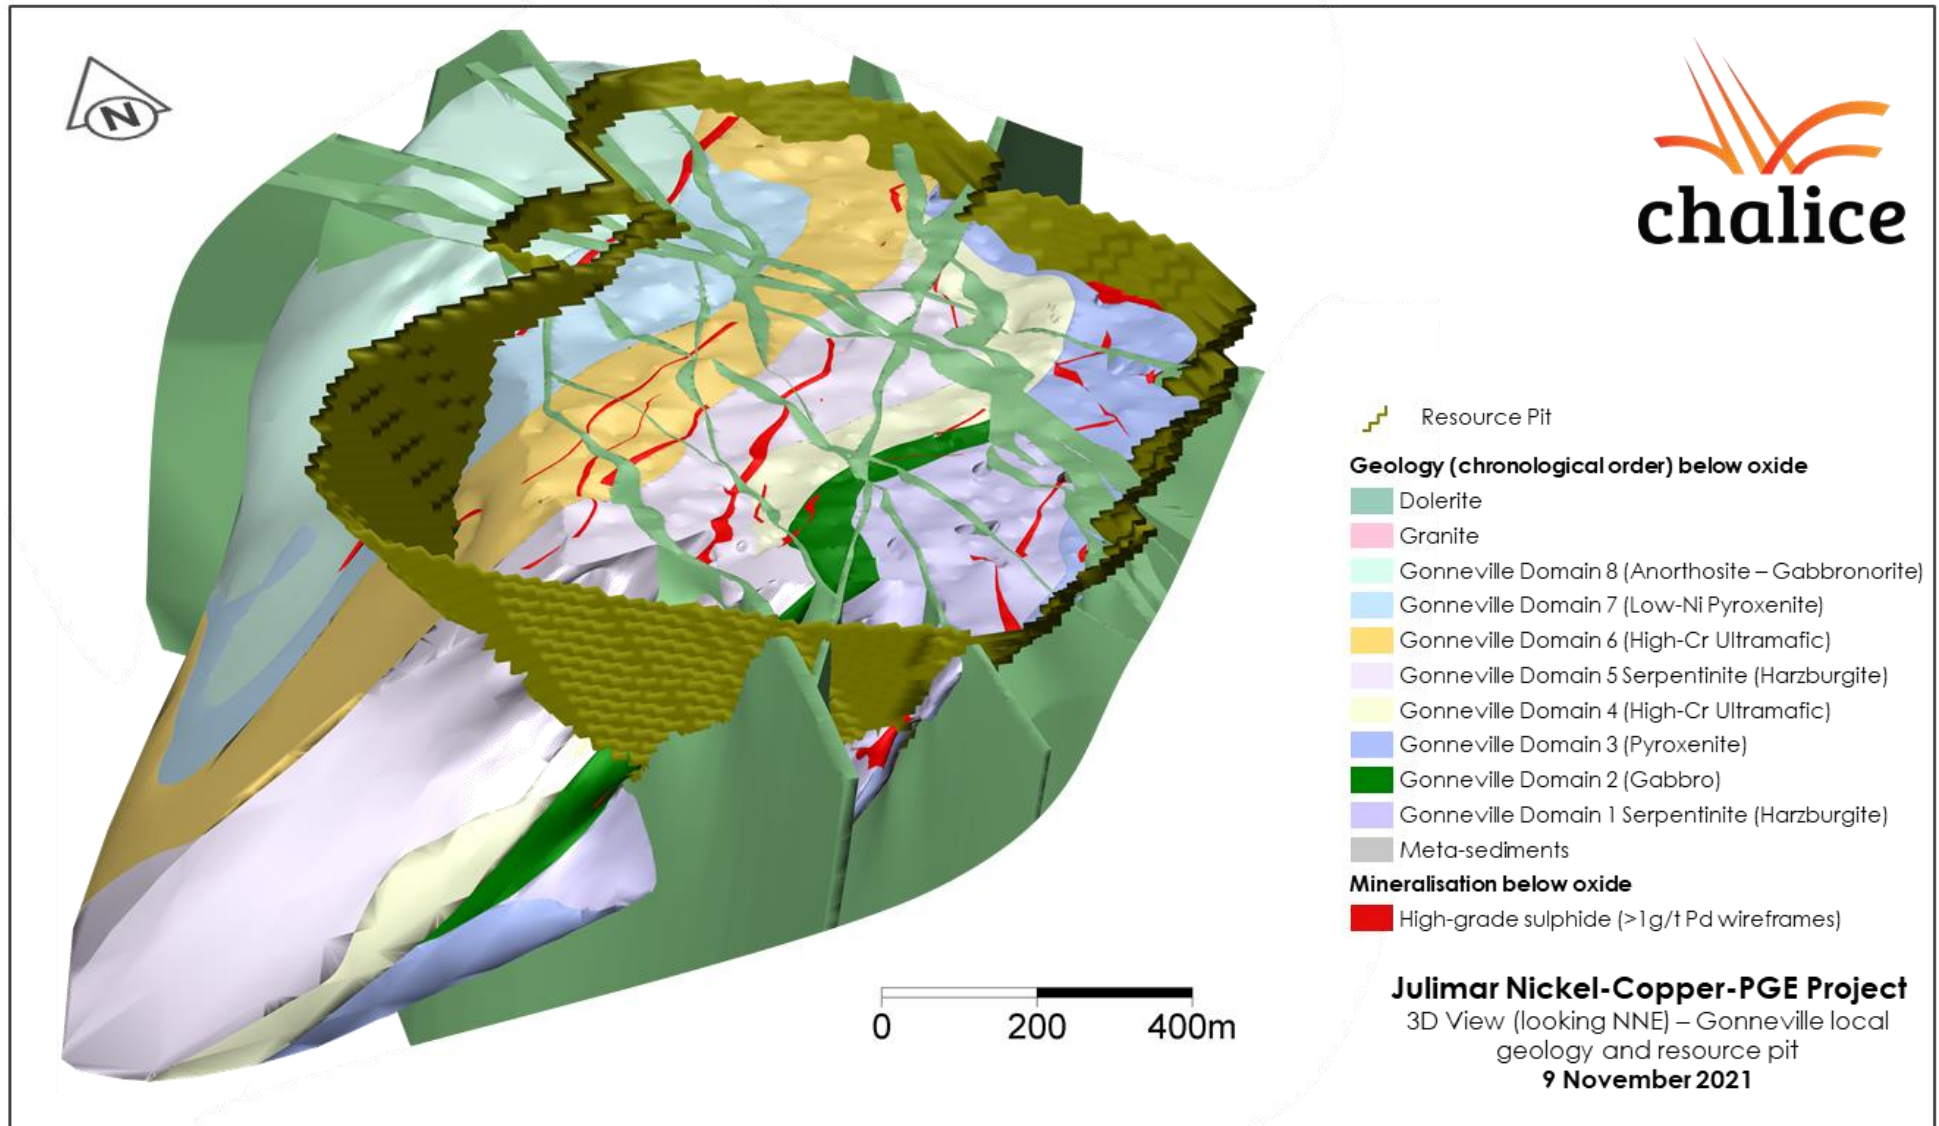 N
chalice
Resource Pit
Geology (chronological order) below oxide
Dolerite
Granite
Gonneville Domain 8 (Anorthosite – Gabbronorite)
Gonneville Domain 7 (Low-Ni Pyroxenite)
Gonneville Domain 6 (High-Cr Ultramafic)
Gonneville Domain 5 Serpentinite (Harzburgite)
Gonneville Domain 4 (High-Cr Ultramafic)
Gonneville Domain 3 (Pyroxenite)
Gonneville Domain 2 (Gabbro)
Gonneville Domain 1 Serpentinite (Harzburgite)
Meta-sediments
Mineralisation below oxide
High-grade sulphide (>1g/t Pd wireframes)
0 200 400m
Julimar Nickel-Copper-PGE Project
3D View (looking NNE) – Gonneville local
geology and resource pit
9 November 2021